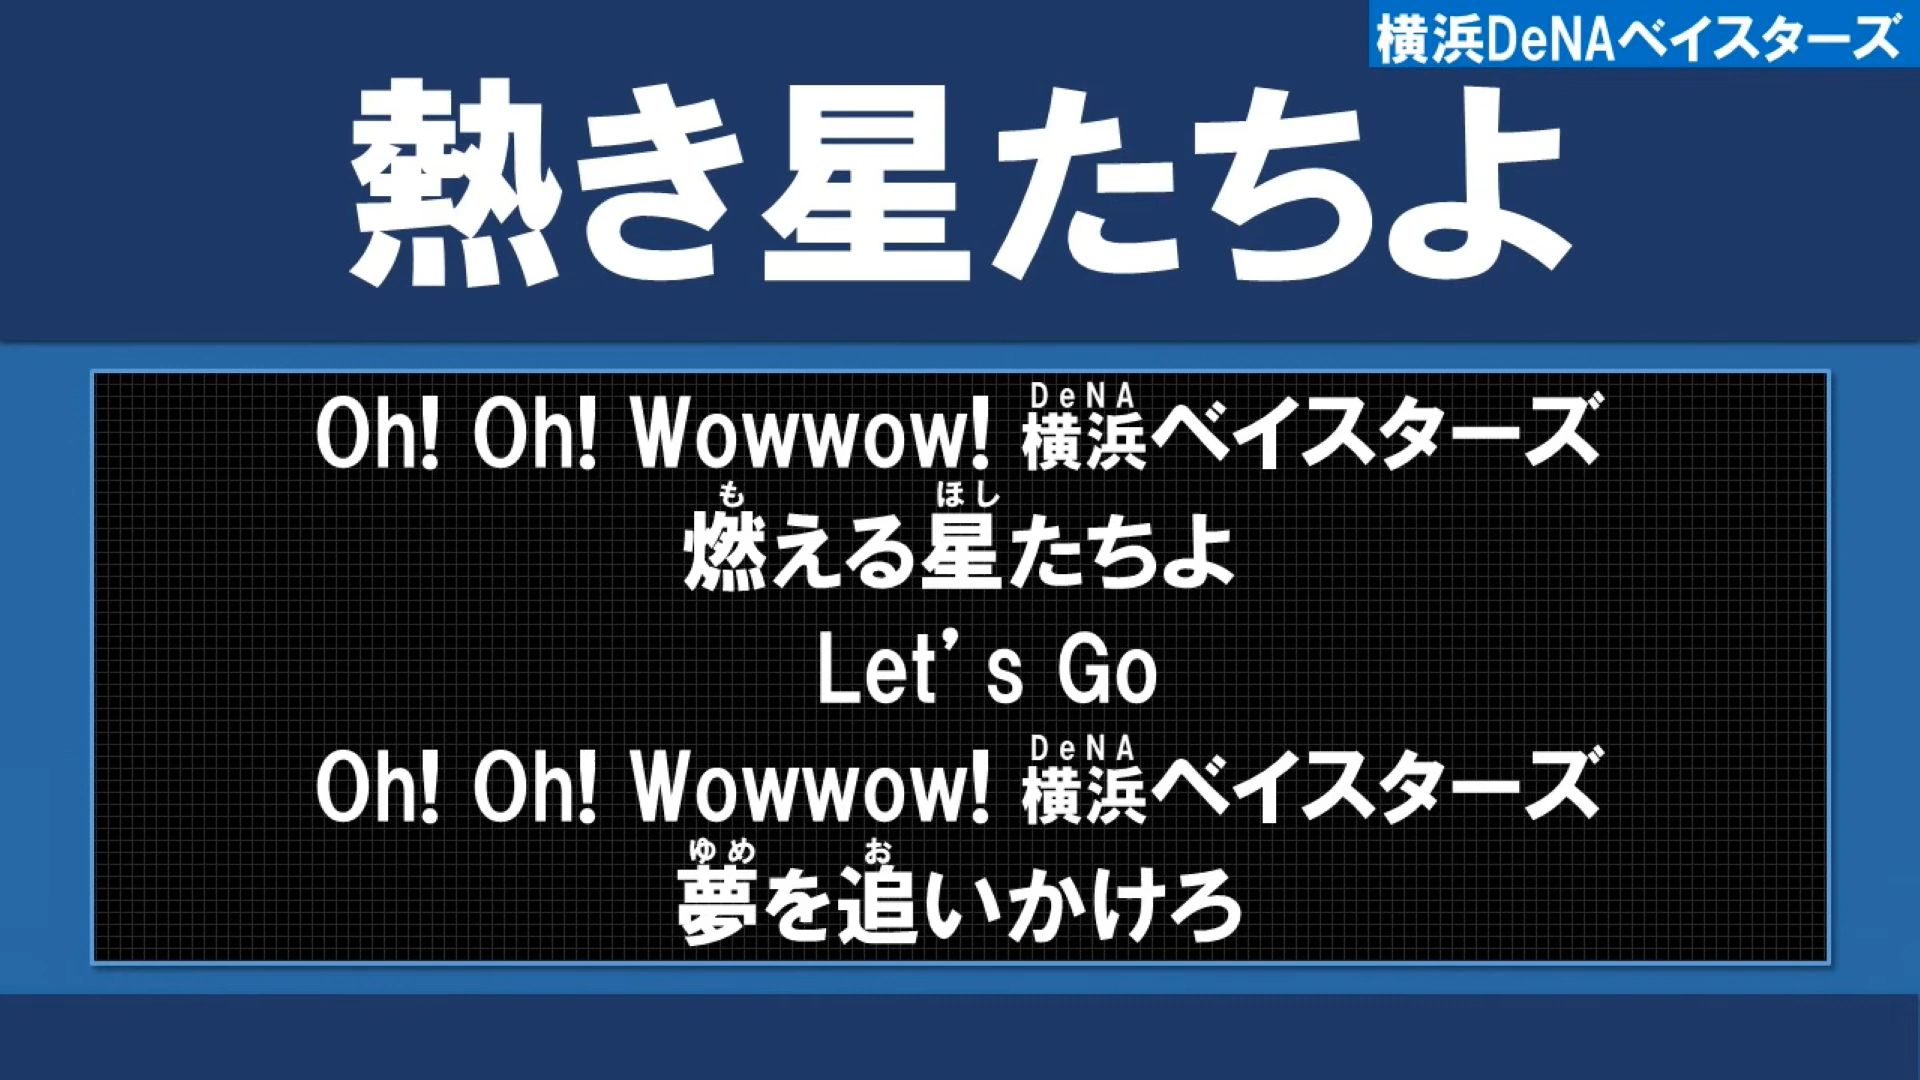 横浜DeNAベイスターズ
熱き星たちよ
DeNA
Oh! Oh! Wowwow! 横浜ベイスターズ
も ほし
燃える星たちよ
Let’s Go
DeNA
Oh! Oh! Wowwow! 横浜ベイスターズ
ゆめ お
夢を追いかけろ